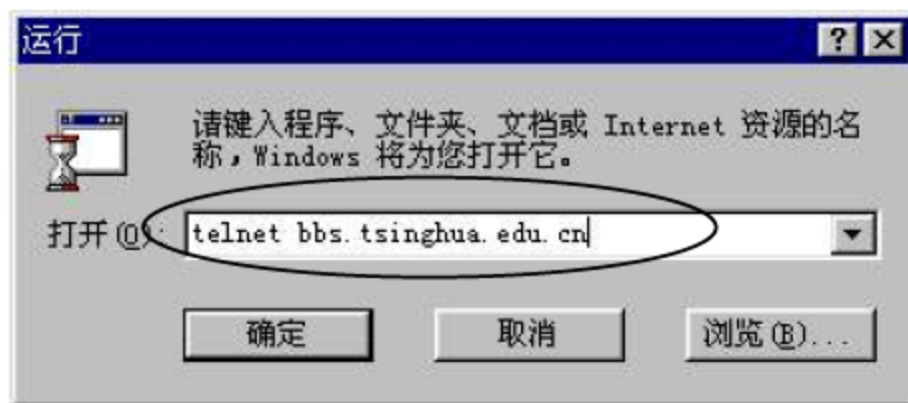 运行
请键入程序、文件夹、文档或 Internet 资源的名
称，Windows 将为您打开它。
打开(O): telnet bbs.tsinghua.edu.cn
确定 取消 浏览(B)...